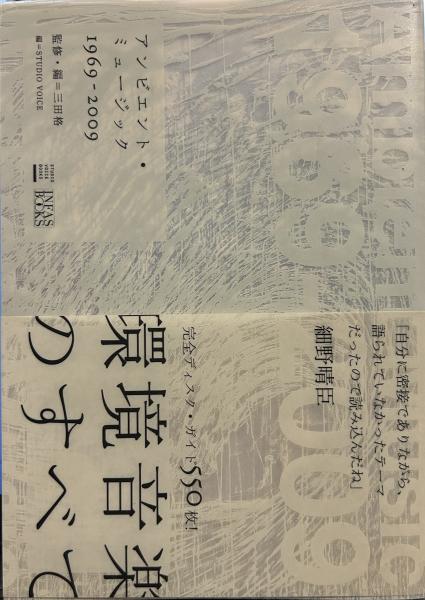 アンビエント・
ミュージック
1969-2009
監修・編=三田格
編=STUDIO VOICE
STUDIO
VOICE
BOOKS
INFAS
BOOKS
「自分に密接でありながら、
語られていなかったテーマ
だったので読み込んだね」
細野晴臣
完全ディスク・ガイド550枚!
環境音楽
のすべて